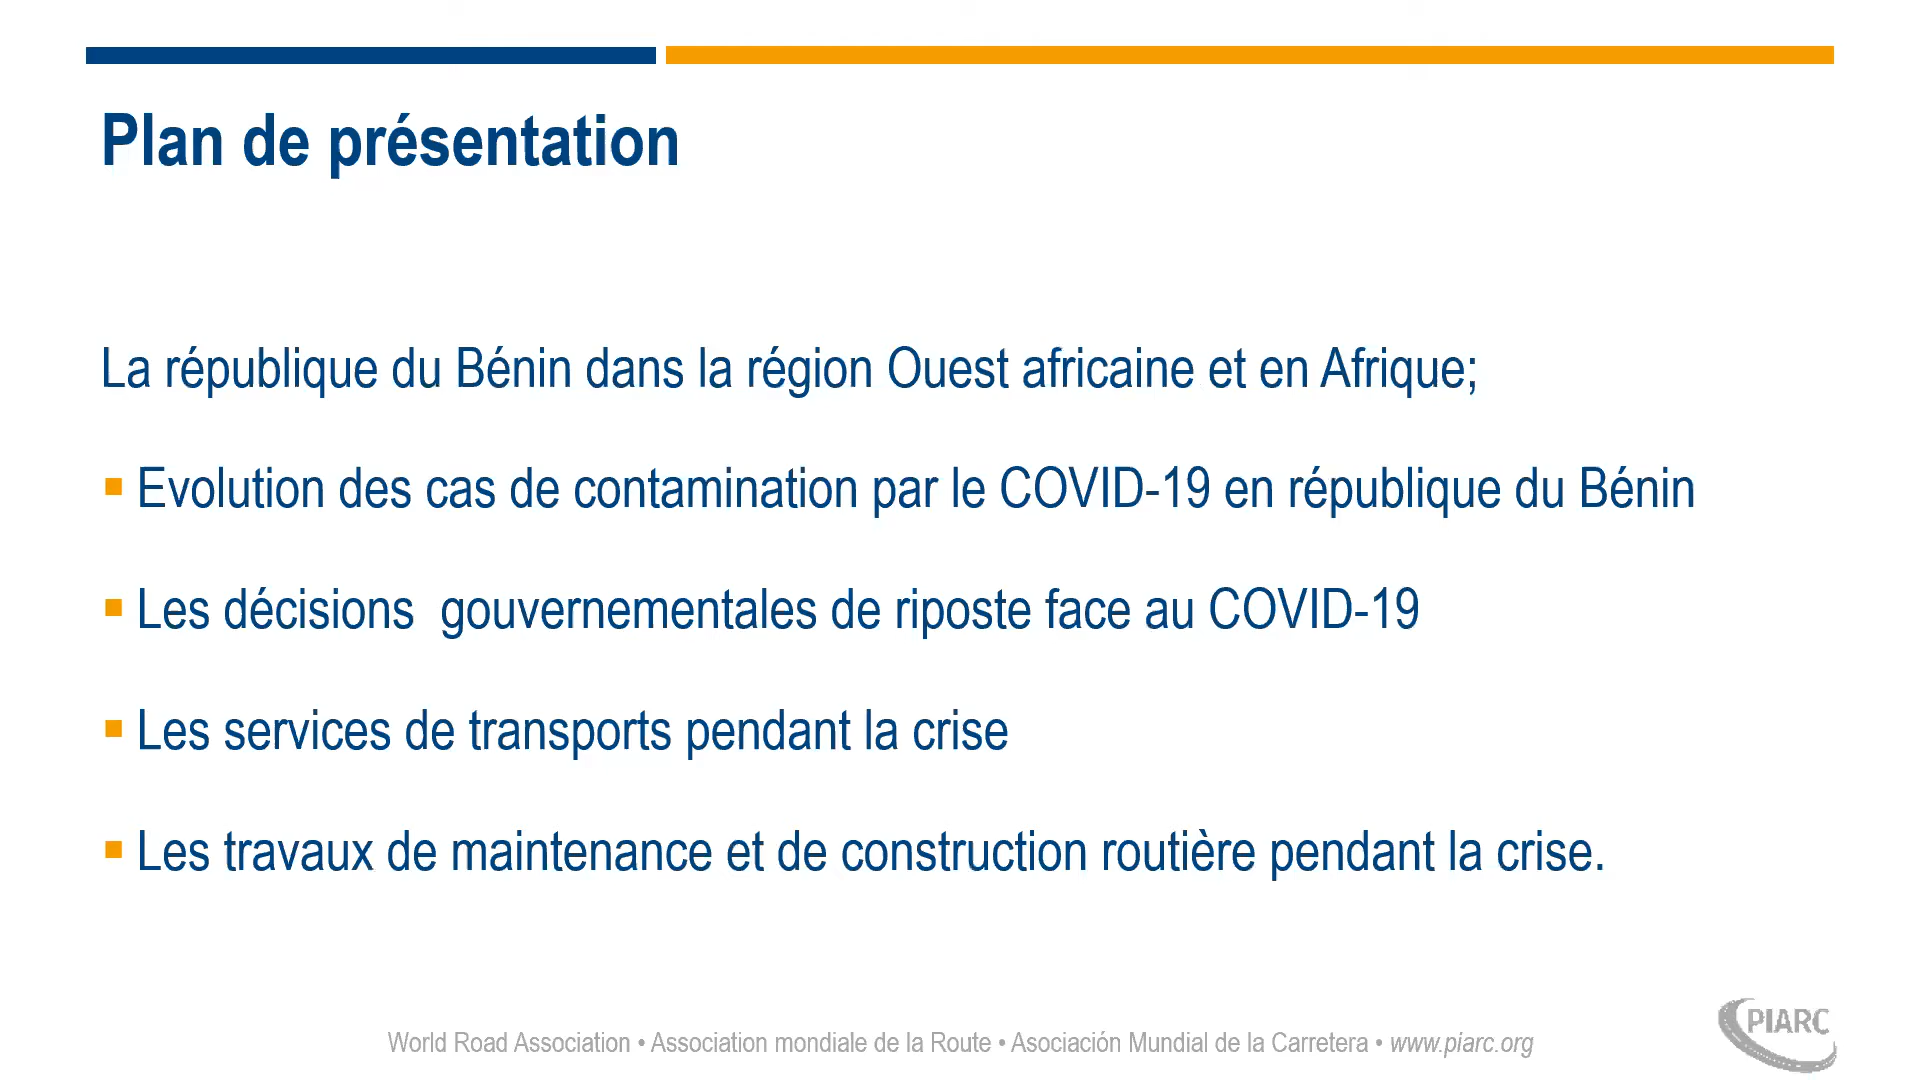 Plan de présentation
La république du Bénin dans la région Ouest africaine et en Afrique;
▪ Evolution des cas de contamination par le COVID-19 en république du Bénin
▪ Les décisions  gouvernementales de riposte face au COVID-19
▪ Les services de transports pendant la crise
▪ Les travaux de maintenance et de construction routière pendant la crise.
World Road Association • Association mondiale de la Route • Asociación Mundial de la Carretera • www.piarc.org
PIARC